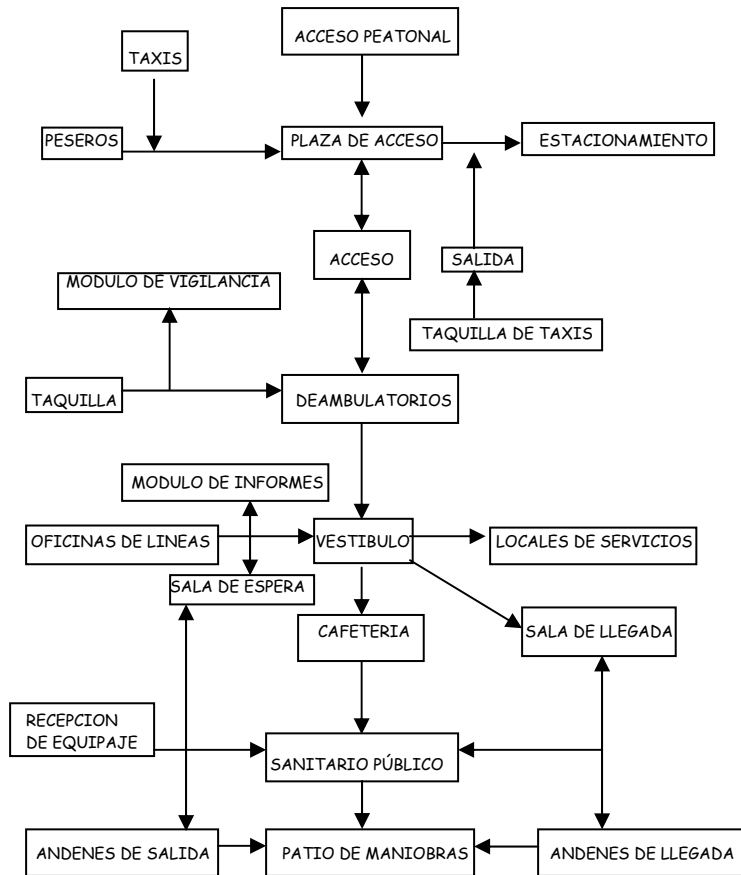 ACCESO PEATONAL
TAXIS
PESEROS
PLAZA DE ACCESO
ESTACIONAMIENTO
ACCESO
SALIDA
MODULO DE VIGILANCIA
TAQUILLA DE TAXIS
TAQUILLA
DEAMBULATORIOS
MODULO DE INFORMES
OFICINAS DE LINEAS
VESTIBULO
LOCALES DE SERVICIOS
SALA DE ESPERA
CAFETERIA
SALA DE LLEGADA
RECEPCION
DE EQUIPAJE
SANITARIO PÚBLICO
ANDENES DE SALIDA
PATIO DE MANIOBRAS
ANDENES DE LLEGADA